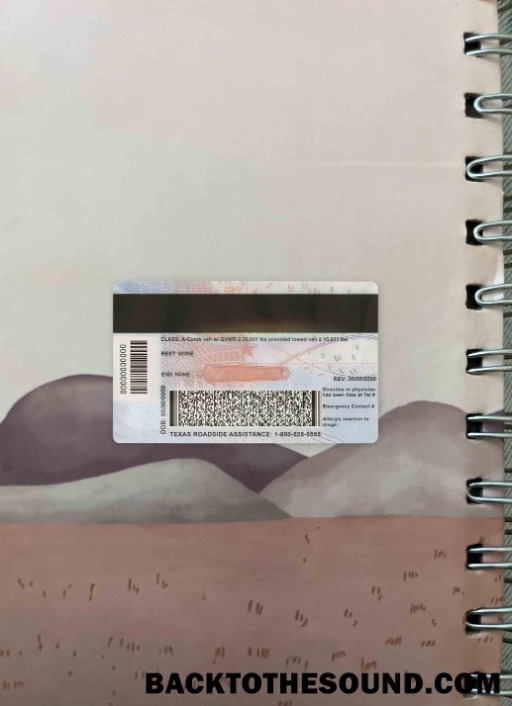 CLASS: A-Comb veh w/ GVWR ≥ 26,001 lbs provided towed veh ≥ 10,001 lbs
REST: NONE
END: NONE
00000000000
REV: 00/00/0000
DOB: 00/00/0000
Directive to physician
has been filed at Tel #
Emergency Contact #
Allergic reaction to
drugs:
TEXAS ROADSIDE ASSISTANCE: 1-800-525-5555
BACKTOTHESOUND.COM